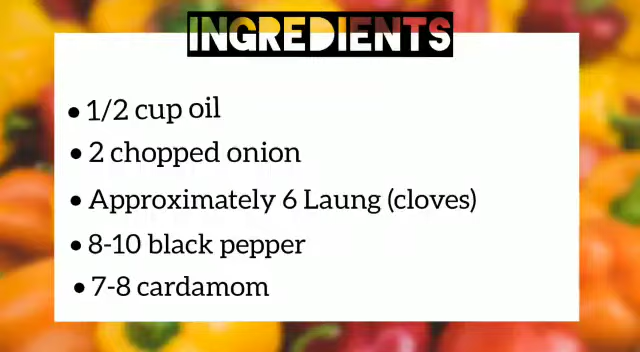 INGREDIENTS
• 1/2 cup oil
• 2 chopped onion
• Approximately 6 Laung (cloves)
• 8-10 black pepper
• 7-8 cardamom